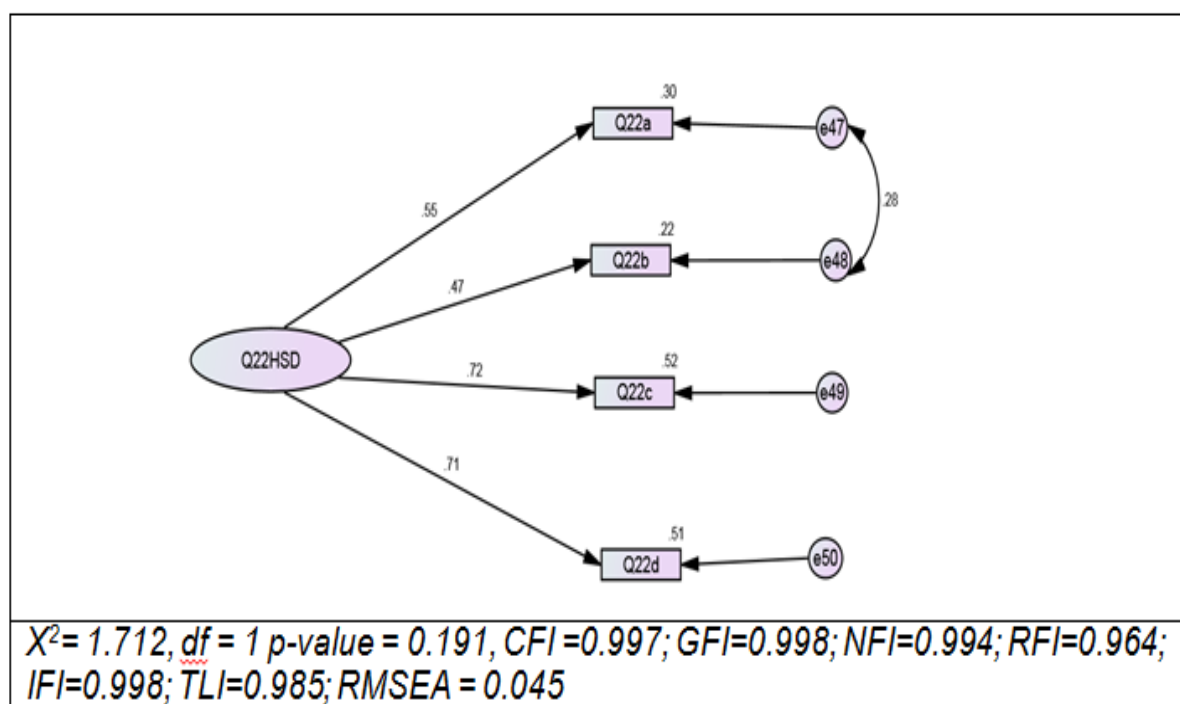 .30
Q22a
e47
.55
.28
.22
Q22b
e48
.47
Q22HSD
.72
.52
Q22c
e49
.71
.51
Q22d
e50
X²= 1.712, df = 1 p-value = 0.191, CFI =0.997; GFI=0.998; NFI=0.994; RFI=0.964;
IFI=0.998; TLI=0.985; RMSEA = 0.045